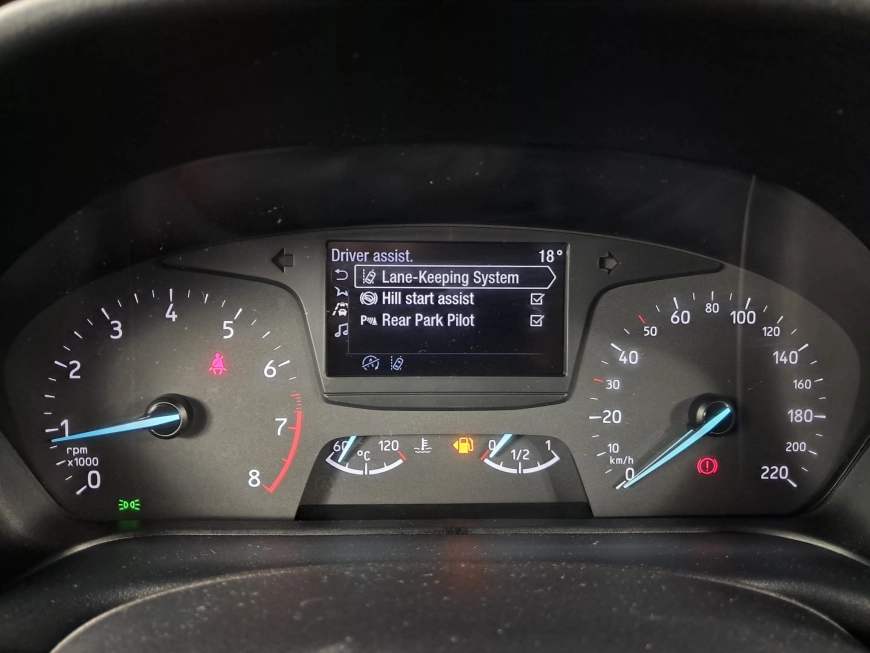 Driver assist. 18°
Lane-Keeping System
Hill start assist
P Rear Park Pilot
0 1 2 3 4 5 6 7 8
rpm
x1000
60 120
°C
0 1/2 1
0 10 20 30 40 50 60 80 100 120 140 160 180 200 220
km/h